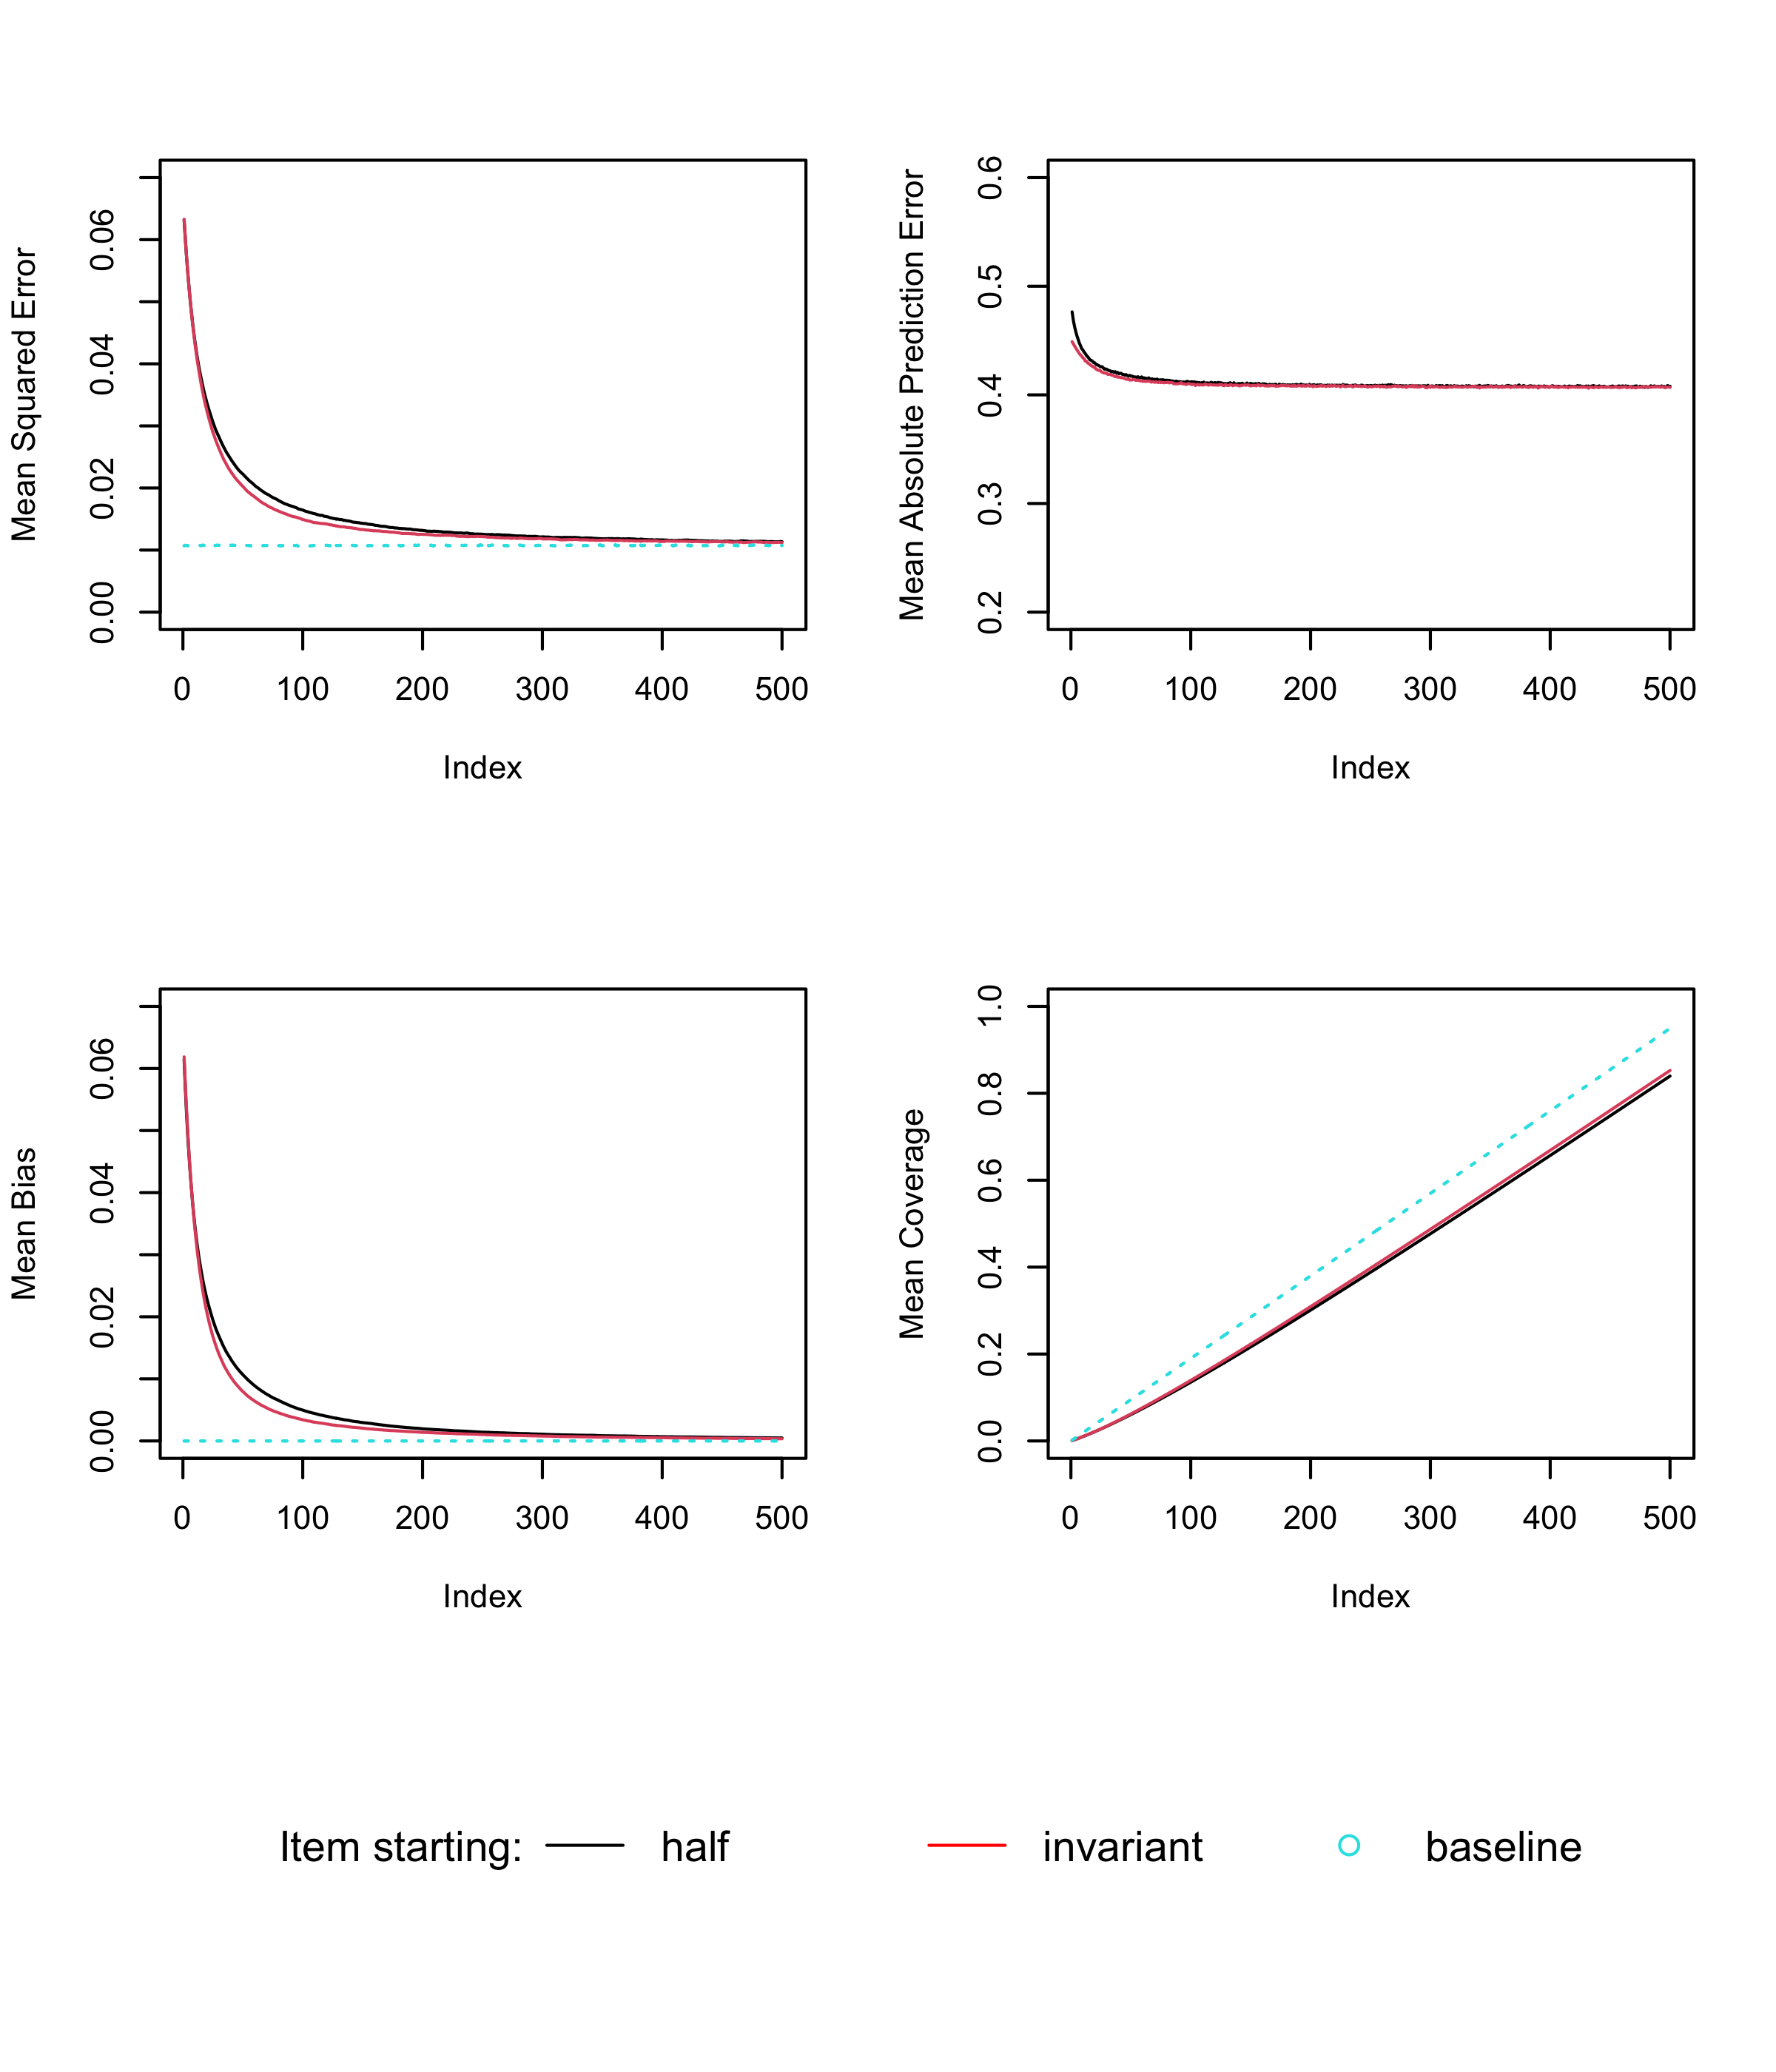 Mean Squared Error
0.00 0.02 0.04 0.06
0 100 200 300 400 500
Index
Mean Absolute Prediction Error
0.2 0.3 0.4 0.5 0.6
0 100 200 300 400 500
Index
Mean Bias
0.00 0.02 0.04 0.06
0 100 200 300 400 500
Index
Mean Coverage
0.0 0.2 0.4 0.6 0.8 1.0
0 100 200 300 400 500
Index
Item starting: half invariant baseline